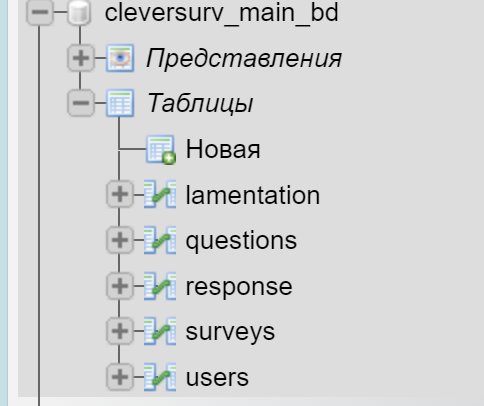 cleversurv_main_bd
Представления
Таблицы
Новая
lamentation
questions
response
surveys
users